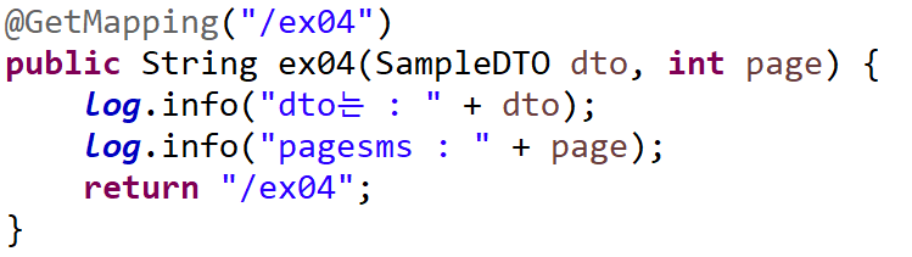 @GetMapping("/ex04")
public String ex04(SampleDTO dto, int page) {
    log.info("dto는 : " + dto);
    log.info("pagesms : " + page);
    return "/ex04";
}